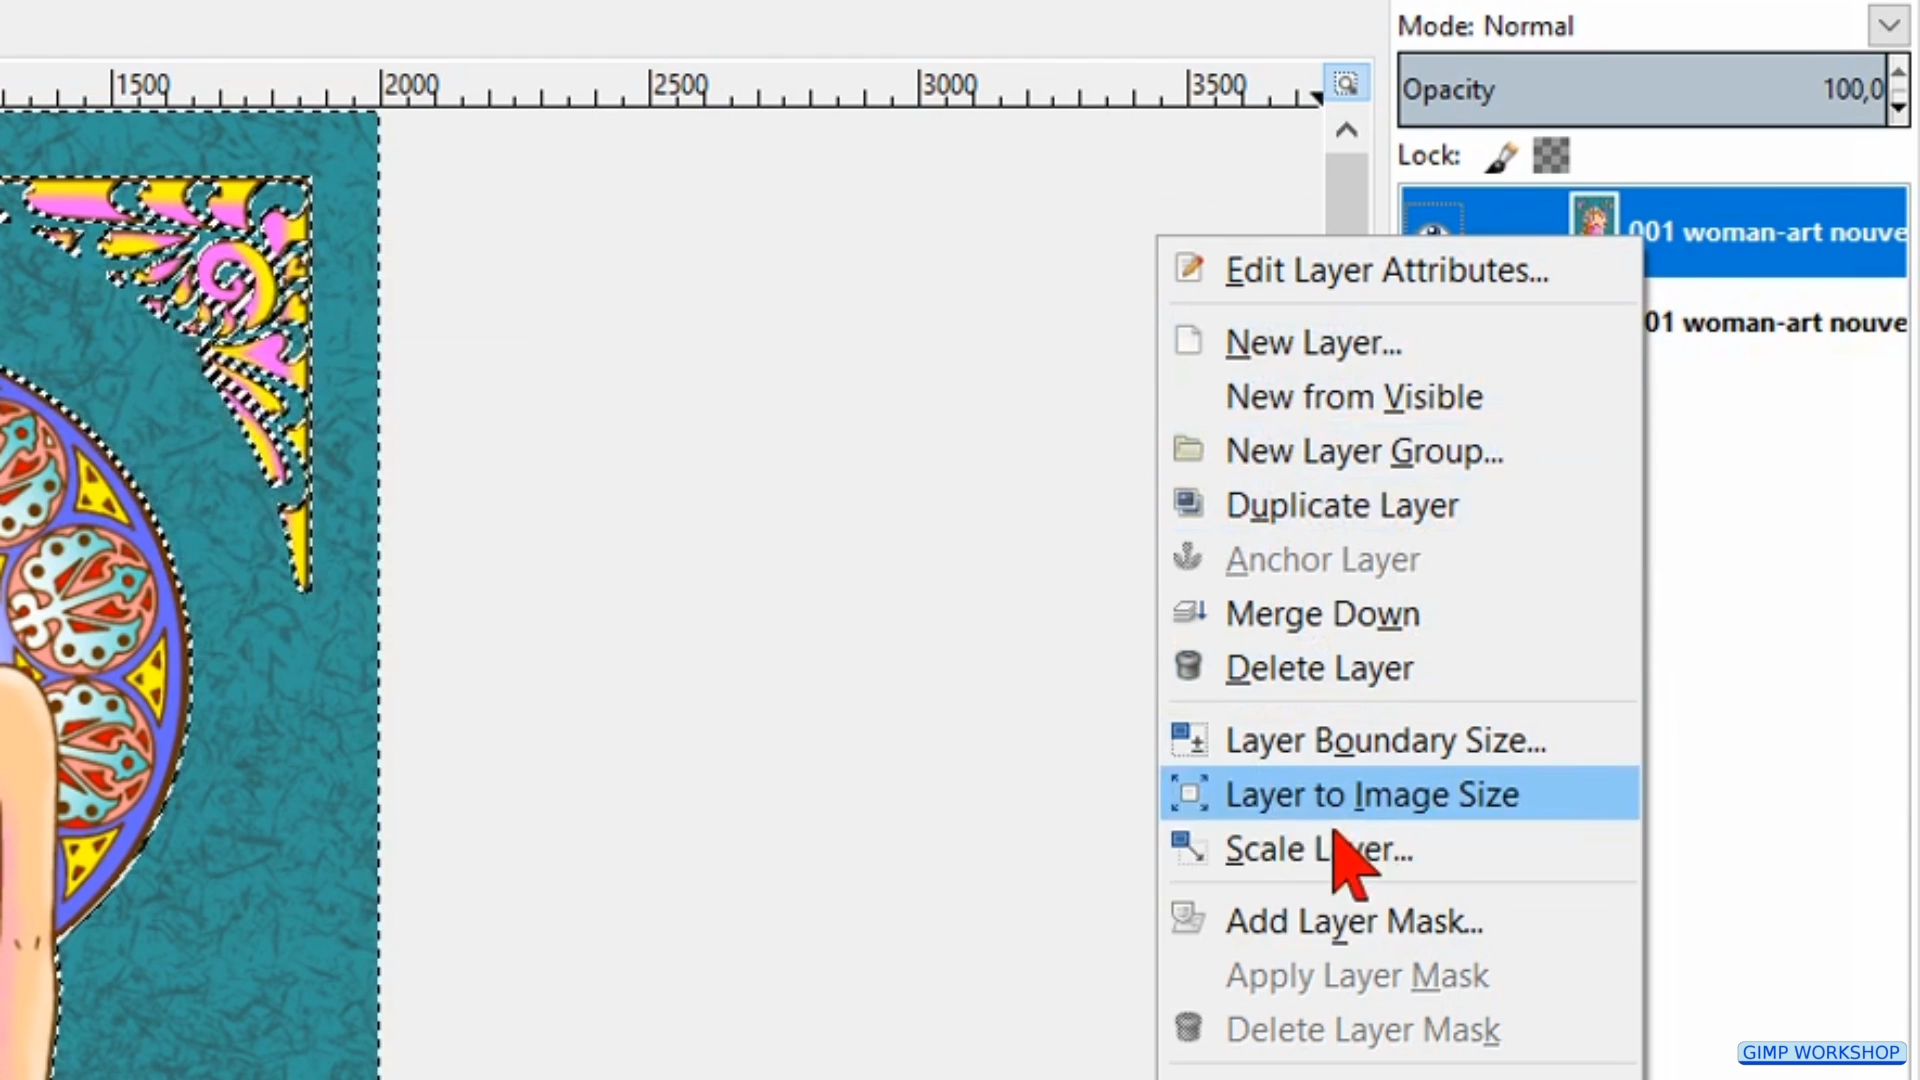 Mode: Normal
1500 2000 2500 3000 3500
Opacity 100,0
Lock:
001 woman-art nouve
01 woman-art nouve
Edit Layer Attributes...
New Layer...
New from Visible
New Layer Group...
Duplicate Layer
Anchor Layer
Merge Down
Delete Layer
Layer Boundary Size...
Layer to Image Size
Scale Layer...
Add Layer Mask...
Apply Layer Mask
Delete Layer Mask
GIMP WORKSHOP